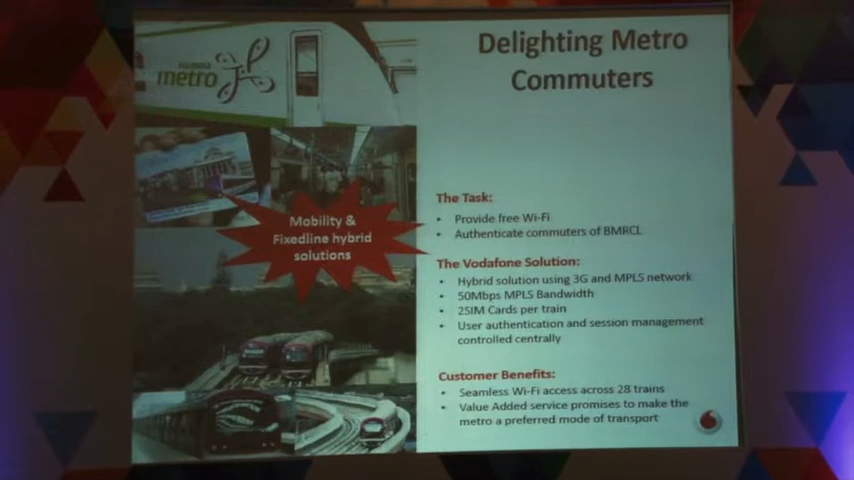 Delighting Metro
Commuters
namma
metro
Mobility &
Fixedline hybrid
solutions
The Task:
• Provide free Wi-Fi
• Authenticate commuters of BMRCL
The Vodafone Solution:
• Hybrid solution using 3G and MPLS network
• 50Mbps MPLS Bandwidth
• 2SIM Cards per train
• User authentication and session management
controlled centrally
Customer Benefits:
• Seamless Wi-Fi access across 28 trains
• Value Added service promises to make the
metro a preferred mode of transport